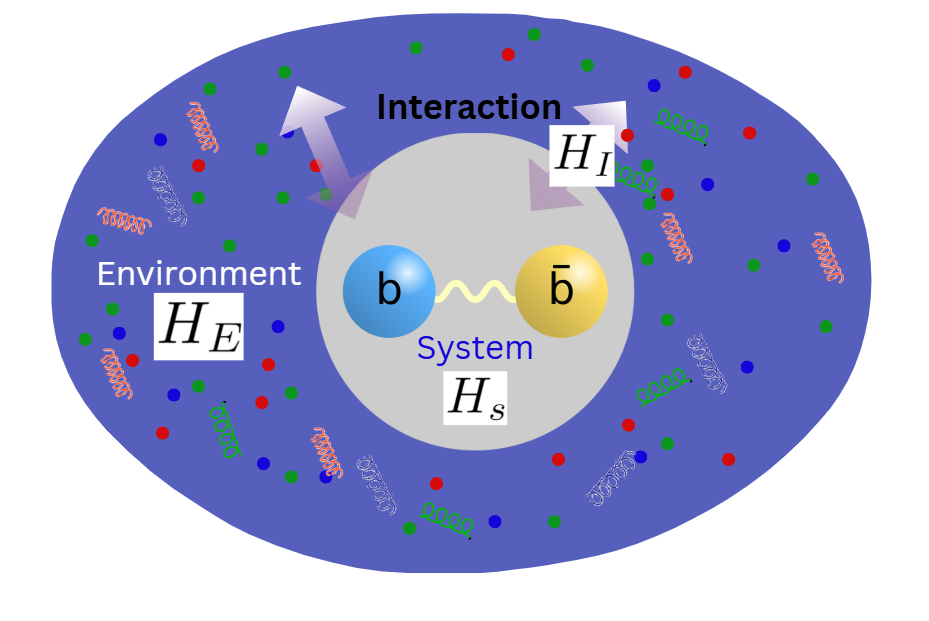 Interaction
H_I
Environment
H_E
b
b̄
System
H_s